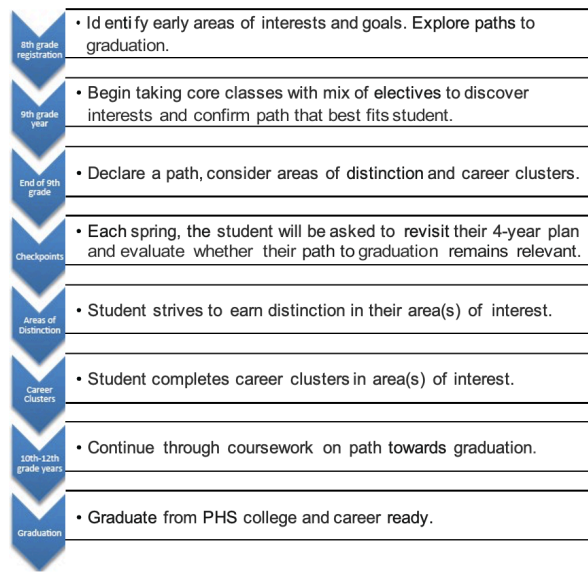 8th grade
registration
• Id entify early areas of interests and goals. Explore paths to
graduation.
9th grade
year
• Begin taking core classes with mix of electives to discover
interests and confirm path that best fits student.
End of 9th
grade
• Declare a path, consider areas of distinction and career clusters.
Checkpoints
• Each spring, the student will be asked to revisit their 4-year plan
and evaluate whether their path to graduation remains relevant.
Areas of
Distinction
• Student strives to earn distinction in their area(s) of interest.
Career
Clusters
• Student completes career clusters in area(s) of interest.
10th-12th
grade years
• Continue through coursework on path towards graduation.
Graduation
• Graduate from PHS college and career ready.